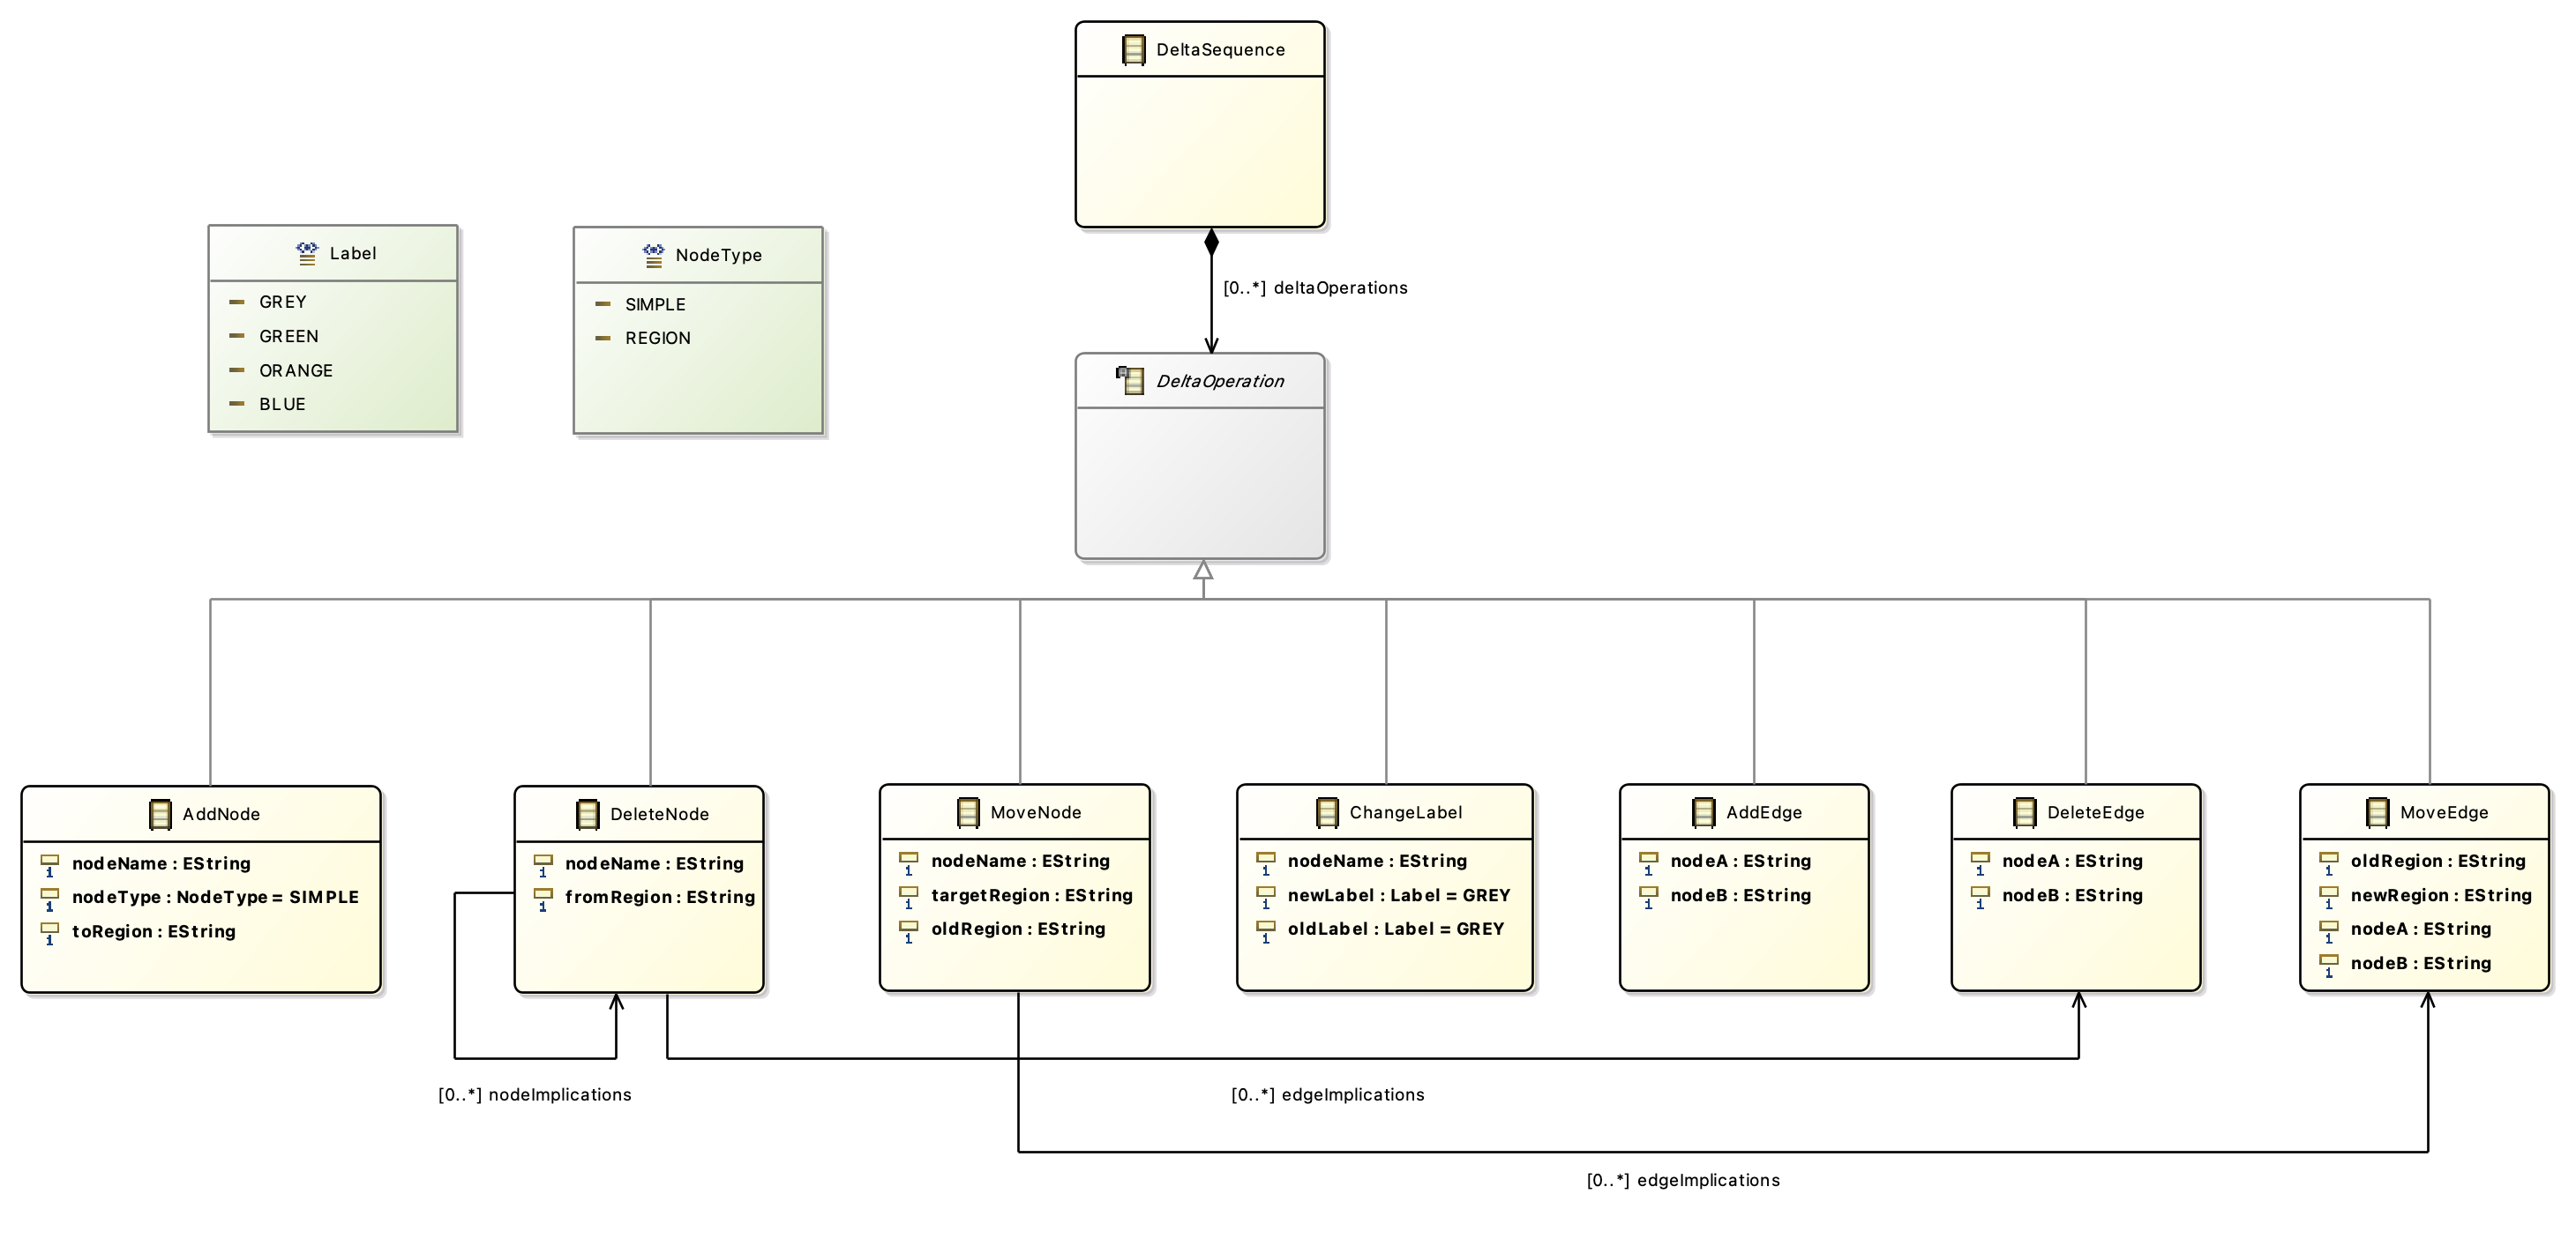 DeltaSequence
[0..*] deltaOperations
Label
GREY
GREEN
ORANGE
BLUE
NodeType
SIMPLE
REGION
DeltaOperation
AddNode
1 nodeName : EString
1 nodeType : NodeType = SIMPLE
1 toRegion : EString
DeleteNode
1 nodeName : EString
1 fromRegion : EString
MoveNode
1 nodeName : EString
1 targetRegion : EString
1 oldRegion : EString
ChangeLabel
1 nodeName : EString
1 newLabel : Label = GREY
1 oldLabel : Label = GREY
AddEdge
1 nodeA : EString
1 nodeB : EString
DeleteEdge
1 nodeA : EString
1 nodeB : EString
MoveEdge
1 oldRegion : EString
1 newRegion : EString
1 nodeA : EString
1 nodeB : EString
[0..*] nodeImplications
[0..*] edgeImplications
[0..*] edgeImplications